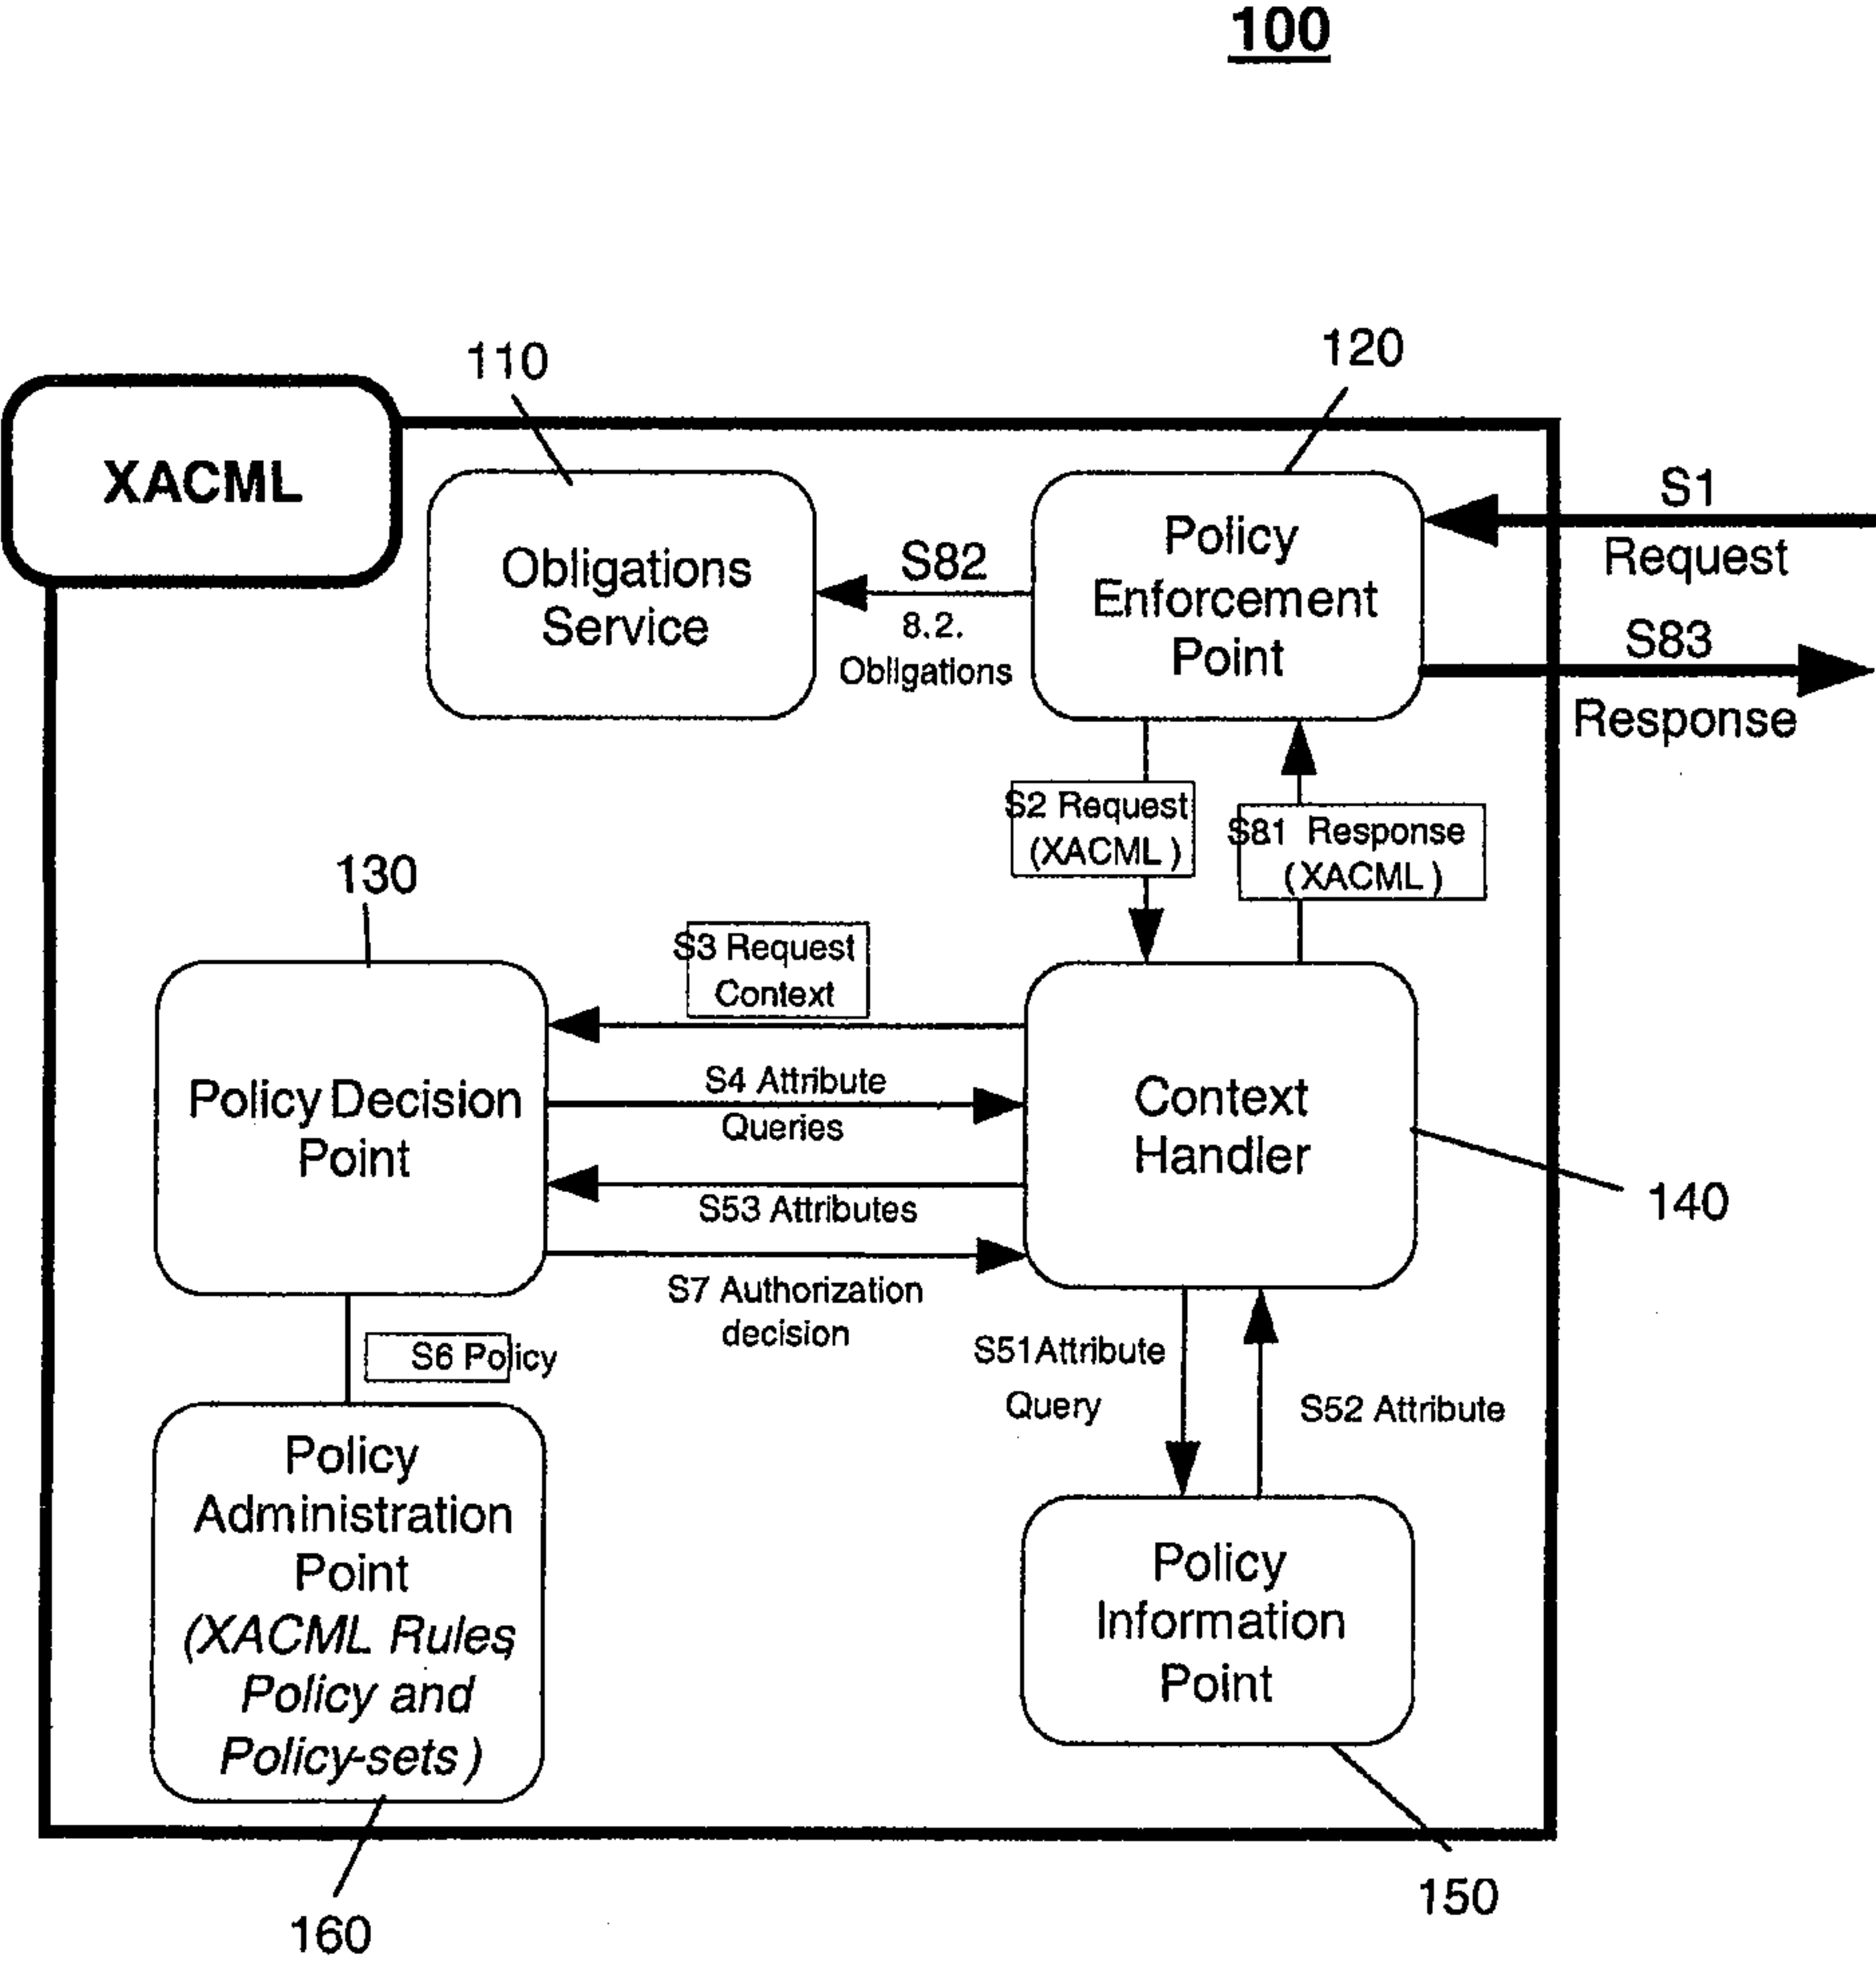 100
110
120
XACML
Obligations
Service
S82
8.2.
Obligations
Policy
Enforcement
Point
S1
Request
S83
Response
S2 Request
(XACML)
S81 Response
(XACML)
130
S3 Request
Context
Policy Decision
Point
S4 Attribute
Queries
S53 Attributes
S7 Authorization
decision
Context
Handler
140
S6 Policy
S51 Attribute
Query
S52 Attribute
Policy
Administration
Point
(XACML Rules,
Policy and
Policy-sets)
Policy
Information
Point
150
160